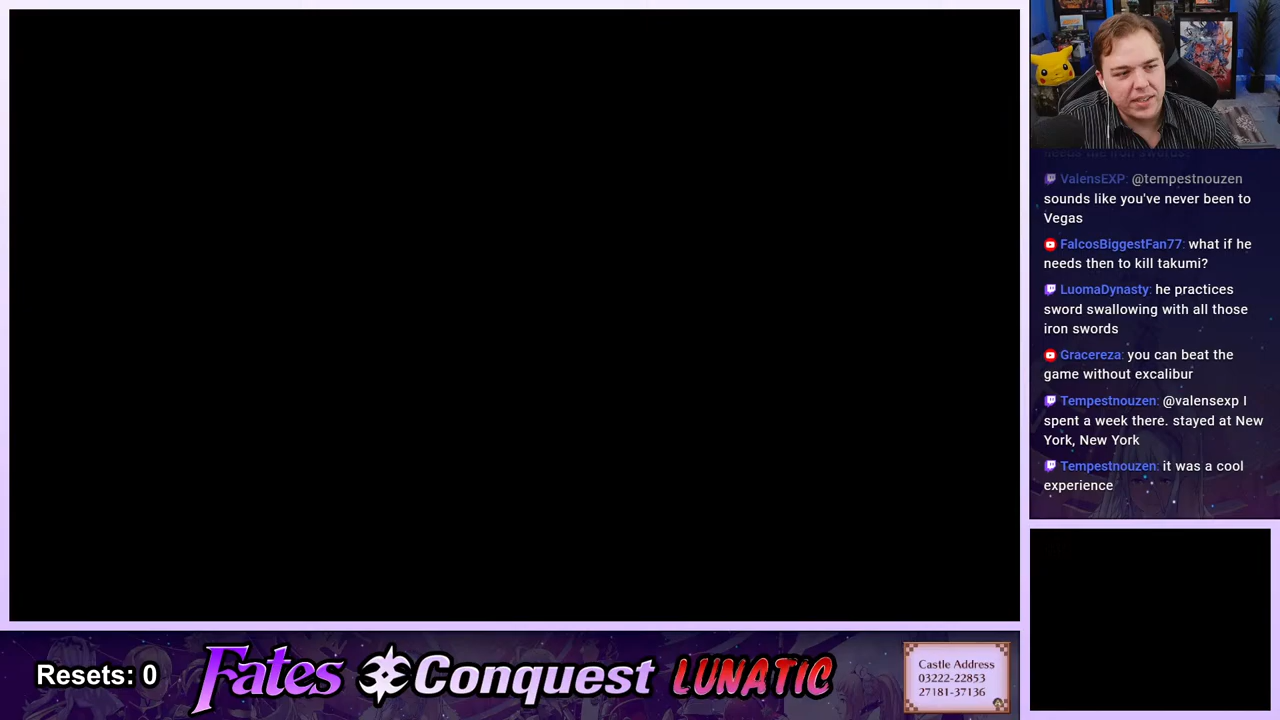 ValensEXP: @tempestnouzen
sounds like you've never been to
Vegas
FalcosBiggestFan77: what if he
needs then to kill takumi?
LuomaDynasty: he practices
sword swallowing with all those
iron swords
Gracereza: you can beat the
game without excalibur
Tempestnouzen: @valensexp I
spent a week there. stayed at New
York, New York
Tempestnouzen: it was a cool
experience
Resets: 0
Fates Conquest LUNATIC
Castle Address
03222-22853
27181-37136